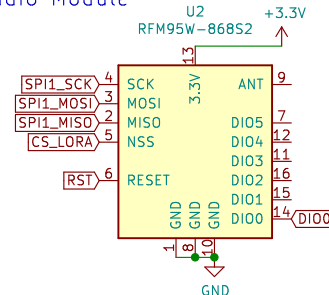 U2
RFM95W-868S2
+3.3V
13
3.3V
SPI1_SCK 4 SCK
ANT 9
SPI1_MOSI 3 MOSI
SPI1_MISO 2 MISO
DIO5 7
CS_LORA 5 NSS
DIO4 12
DIO3 11
RST 6 RESET
DIO2 16
DIO1 15
DIO0 14 DIO0
GND GND GND
1 8 10
GND